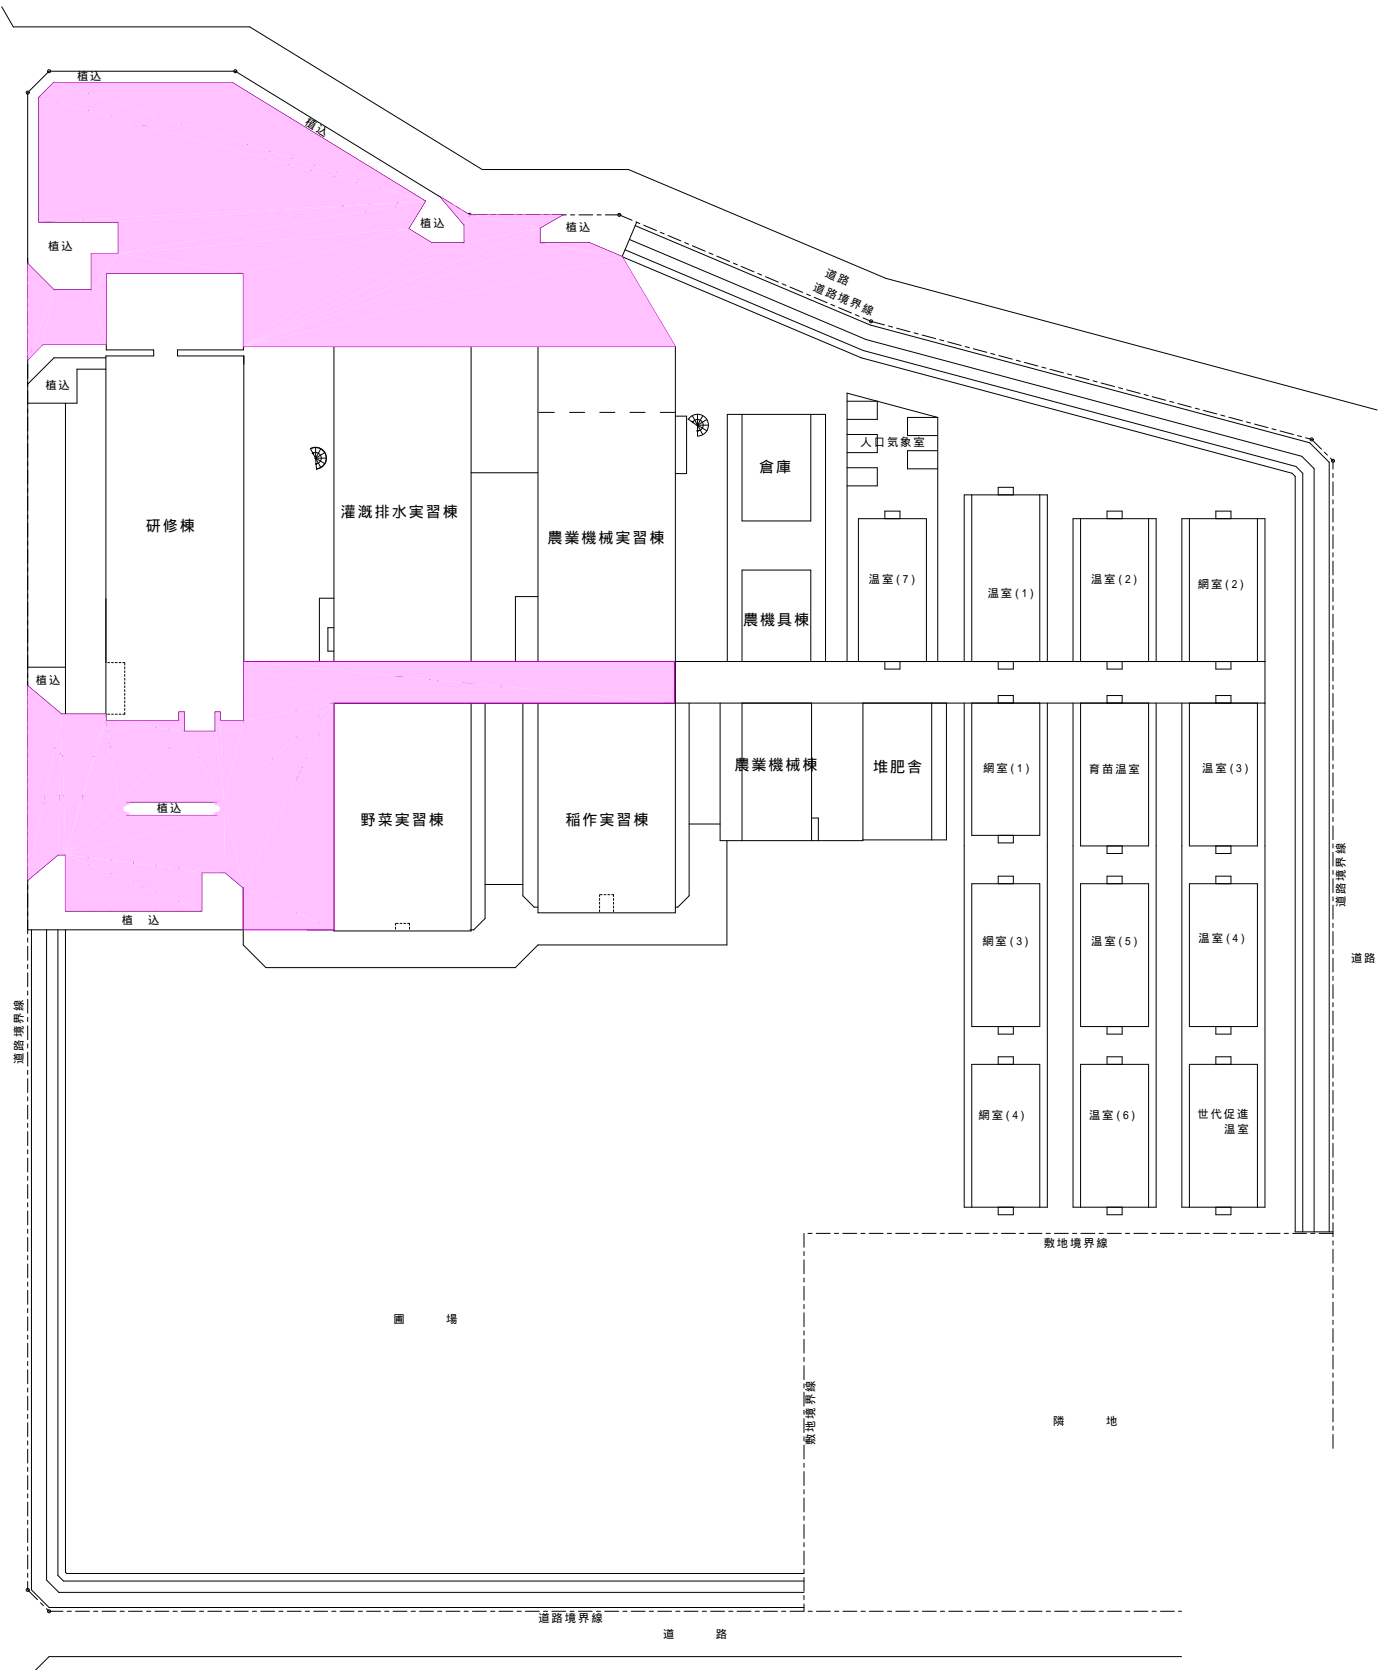 植込
植込
植込
植込
植込
道路
道路境界線
植込
人口気象室
倉庫
灌漑排水実習棟
研修棟
農業機械実習棟
温室(7)
温室(1)
温室(2)
網室(2)
農機具棟
植込
農業機械棟
堆肥舎
網室(1)
育苗温室
温室(3)
植込
野菜実習棟
稲作実習棟
道路境界線
植 込
網室(3)
温室(5)
温室(4)
道路
道路境界線
網室(4)
温室(6)
世代促進
温室
敷地境界線
圃 場
敷地境界線
隣 地
道路境界線
道 路